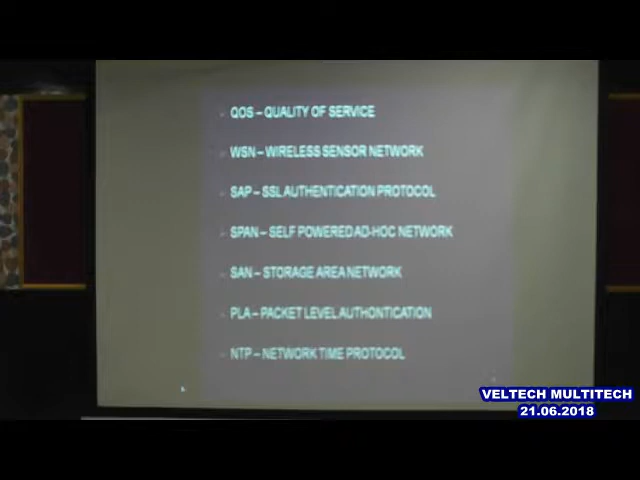 QOS – QUALITY OF SERVICE
WSN – WIRELESS SENSOR NETWORK
SAP – SSL AUTHENTICATION PROTOCOL
SPAN – SELF POWERED AD-HOC NETWORK
SAN – STORAGE AREA NETWORK
PLA – PACKET LEVEL AUTHONTICATION
NTP – NETWORK TIME PROTOCOL
VELTECH MULTITECH
21.06.2018